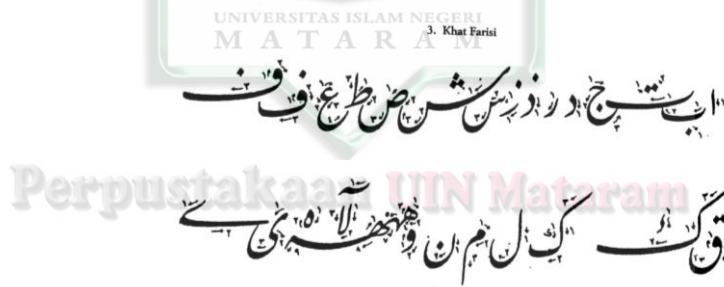 UNIVERSITAS ISLAM NEGERI
MATARAM
3. Khat Farisi
ا ب ت ج د ر ذ ز س ش ص ط ع ف ف
Perpustakaan UIN Mataram
ق ك ك ل م ن و ه ه ه لا ه ي ے